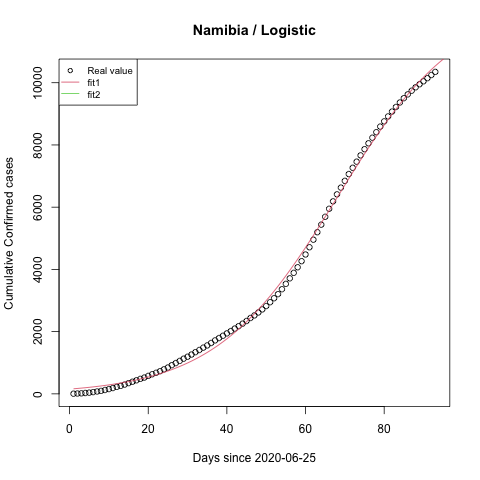 Namibia / Logistic
Real value
fit1
fit2
Cumulative Confirmed cases
0
2000
4000
6000
8000
10000
0
20
40
60
80
Days since 2020-06-25